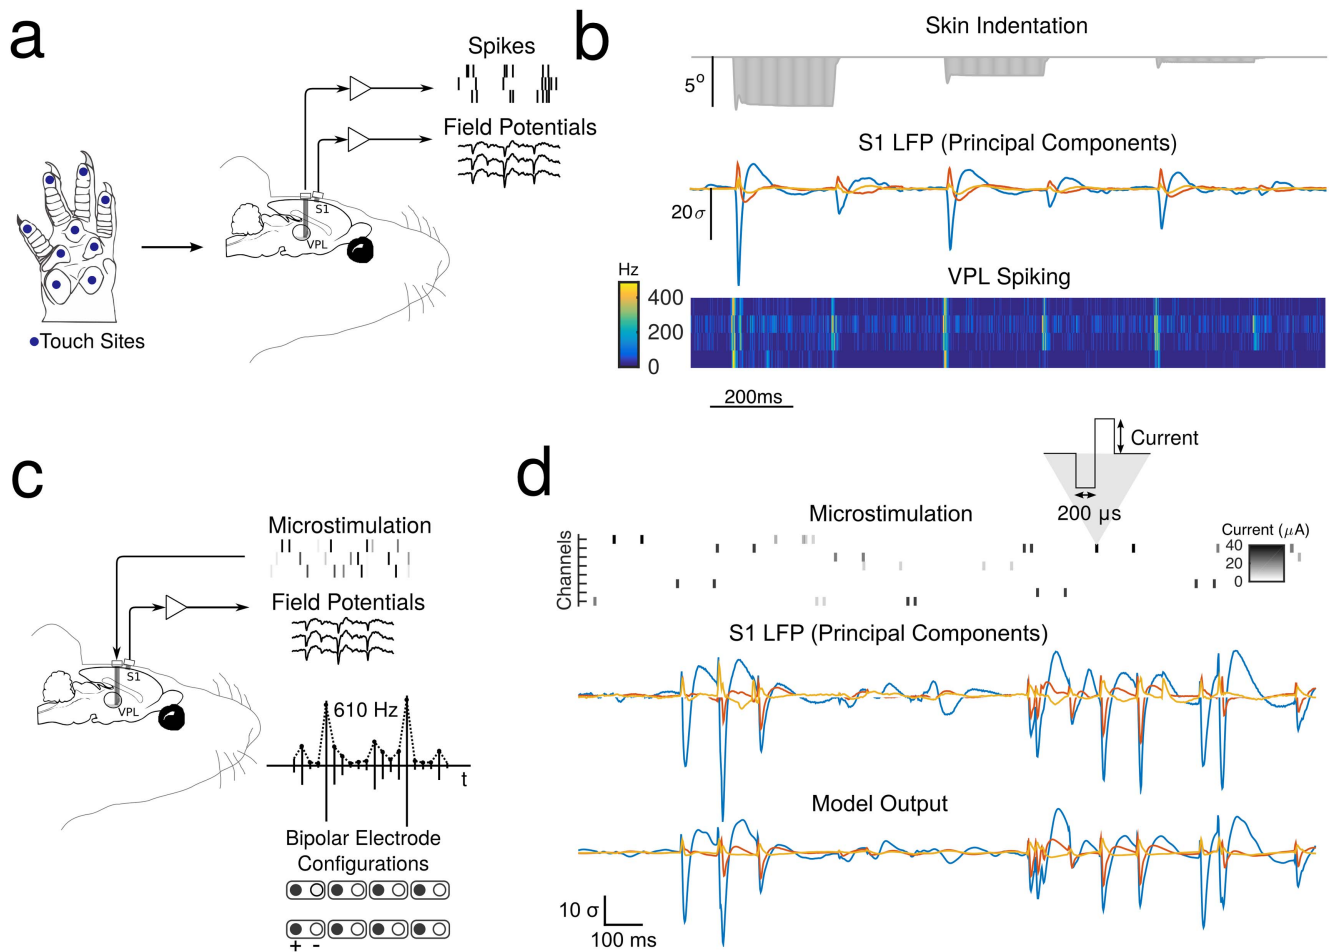 a
Spikes
Field Potentials
S1
VPL
Touch Sites
b
Skin Indentation
5°
S1 LFP (Principal Components)
20 σ
Hz
VPL Spiking
400
200
0
200ms
c
Microstimulation
Field Potentials
S1
VPL
610 Hz
t
Bipolar Electrode
Configurations
+ -
d
Current
200 µs
Microstimulation
Current (µA)
40
20
0
Channels
S1 LFP (Principal Components)
Model Output
10 σ
100 ms